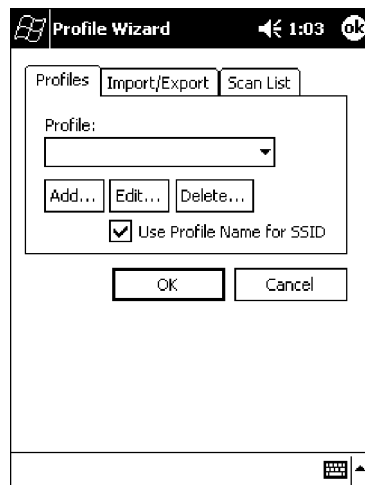 Profile Wizard 1:03 ok
Profiles Import/Export Scan List
Profile:
Add... Edit... Delete...
Use Profile Name for SSID
OK Cancel